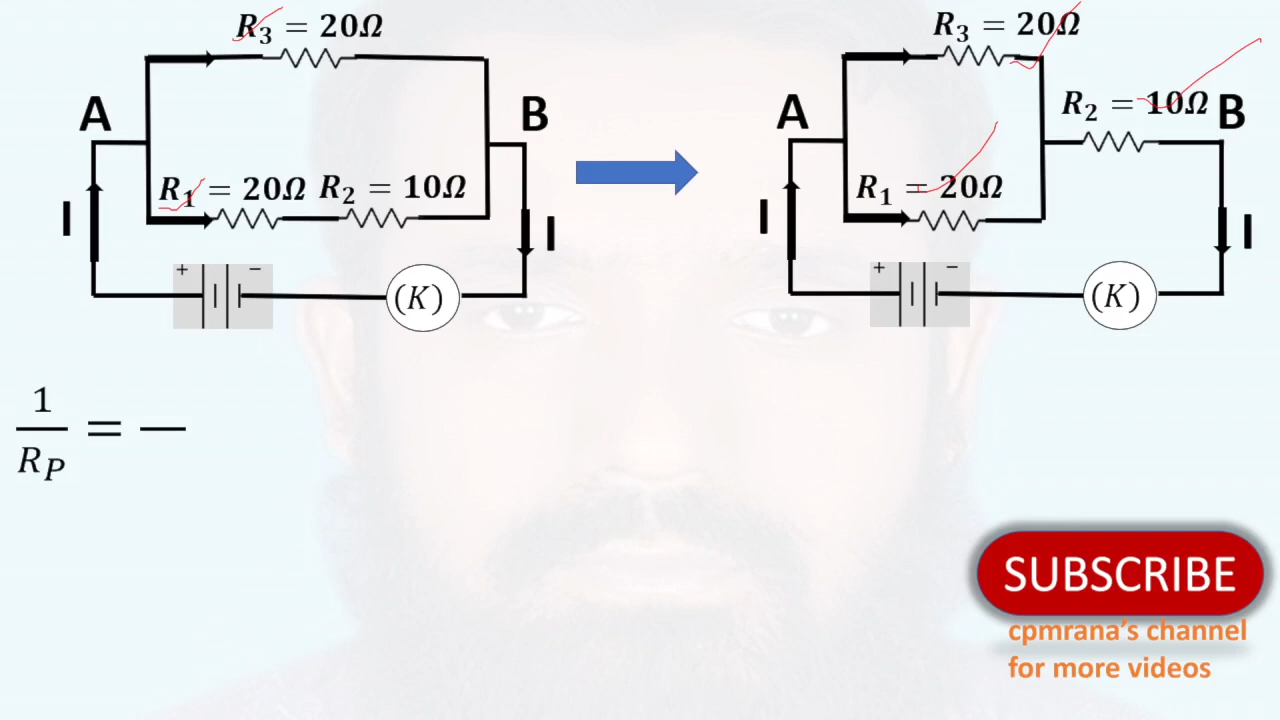 R₃ = 20Ω
A
B
R₁ = 20Ω R₂ = 10Ω
I
I
+ −
(K)
R₃ = 20Ω
A
R₂ = 10Ω
B
R₁ = 20Ω
I
I
+ −
(K)
1
R_P = —
SUBSCRIBE
cpmrana's channel
for more videos